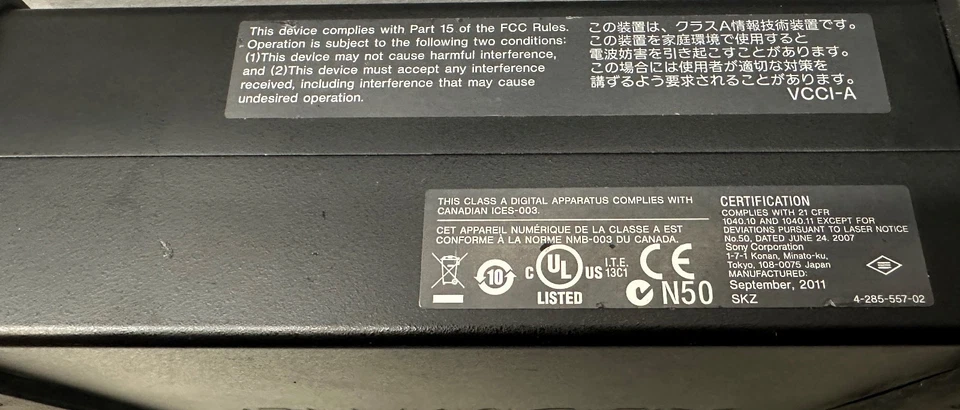 This device complies with Part 15 of the FCC Rules.
Operation is subject to the following two conditions:
(1)This device may not cause harmful interference,
and (2)This device must accept any interference
received, including interference that may cause
undesired operation.
この装置は、クラスA情報技術装置です。
この装置を家庭環境で使用すると
電波妨害を引き起こすことがあります。
この場合には使用者が適切な対策を
講ずるよう要求されることがあります。
VCCI-A
THIS CLASS A DIGITAL APPARATUS COMPLIES WITH
CANADIAN ICES-003.
CET APPAREIL NUMÉRIQUE DE LA CLASSE A EST
CONFORME À LA NORME NMB-003 DU CANADA.
10
C UL US
LISTED
I.T.E.
13C1
CE
N50
CERTIFICATION
COMPLIES WITH 21 CFR
1040.10 AND 1040.11 EXCEPT FOR
DEVIATIONS PURSUANT TO LASER NOTICE
No.50, DATED JUNE 24. 2007
Sony Corporation
1-7-1 Konan, Minato-ku,
Tokyo, 108-0075 Japan
MANUFACTURED:
September, 2011
SKZ
4-285-557-02